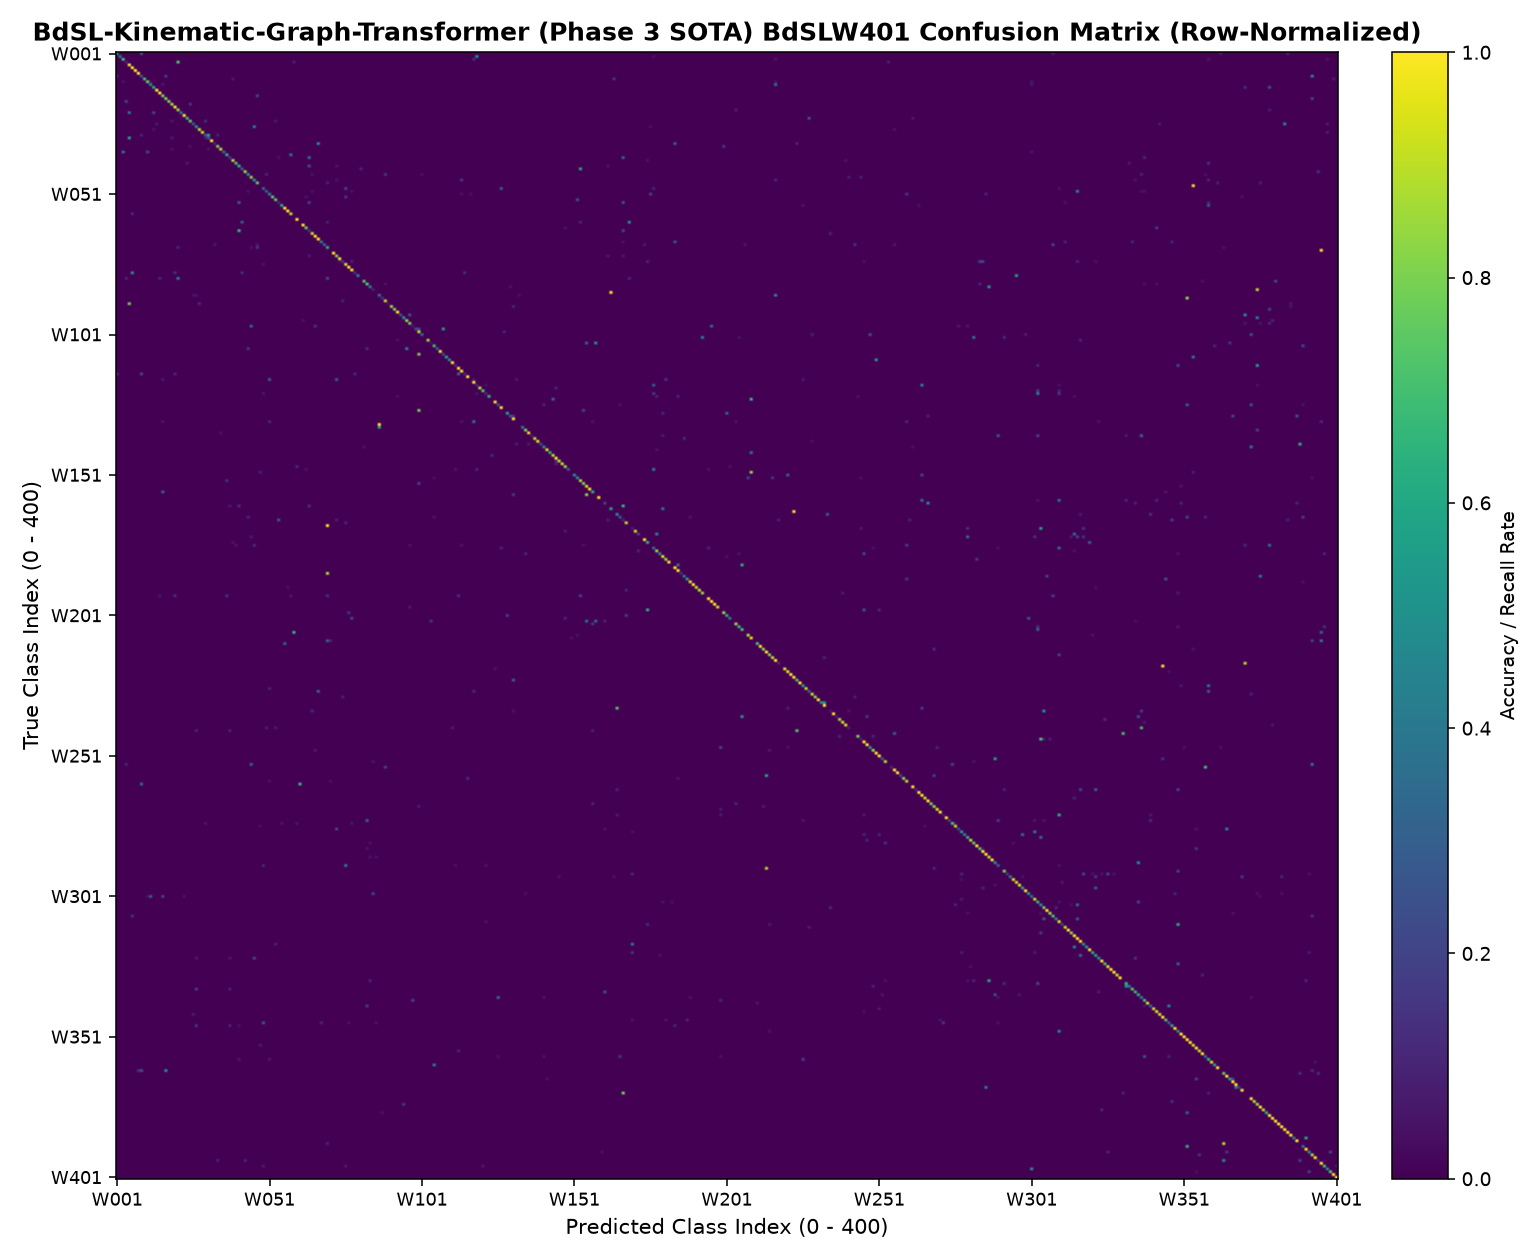 BdSL-Kinematic-Graph-Transformer (Phase 3 SOTA) BdSLW401 Confusion Matrix (Row-Normalized)
W001
W051
W101
W151
W201
W251
W301
W351
W401
True Class Index (0 - 400)
W001 W051 W101 W151 W201 W251 W301 W351 W401
Predicted Class Index (0 - 400)
1.0
0.8
0.6
0.4
0.2
0.0
Accuracy / Recall Rate